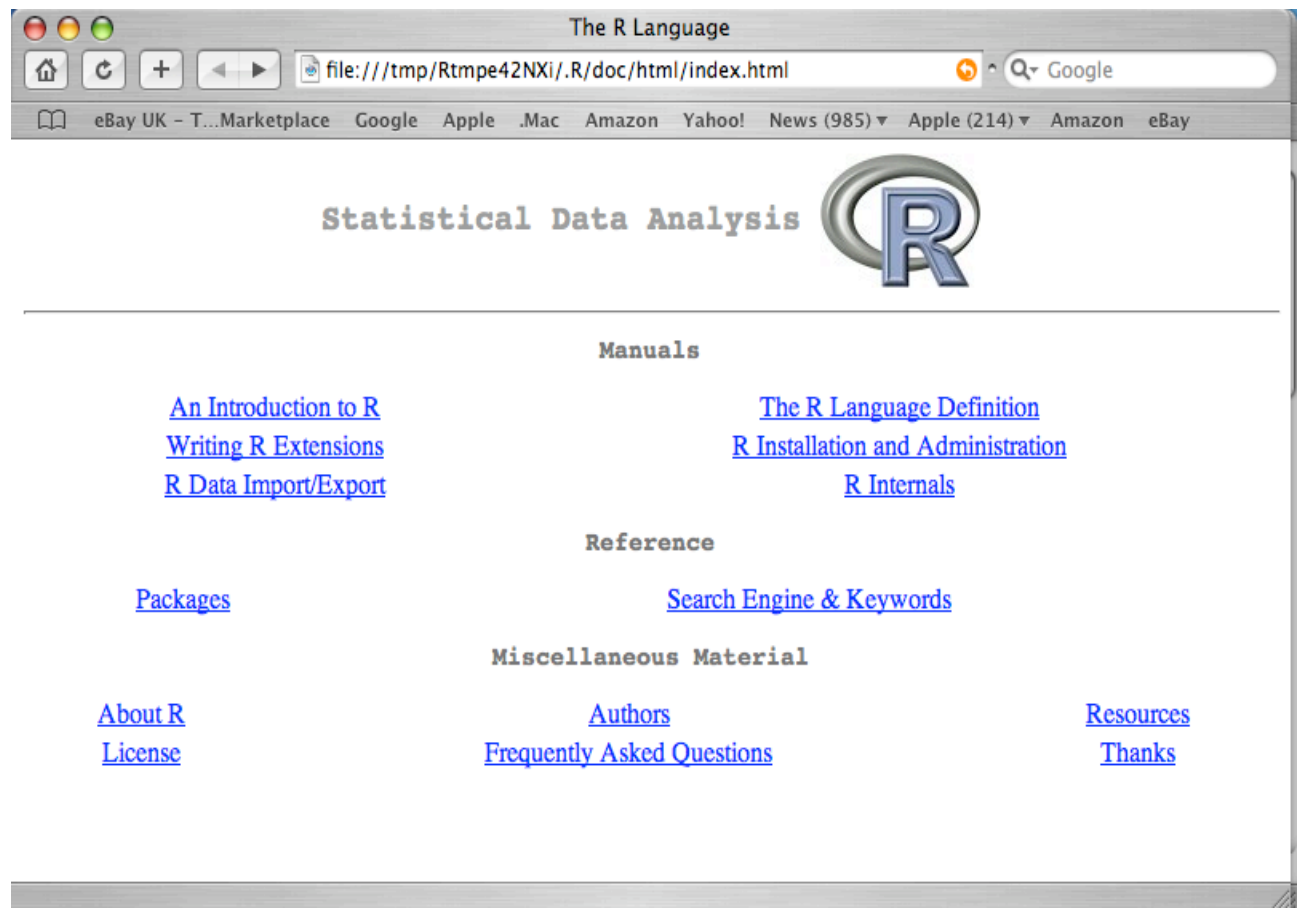 The R Language
file:///tmp/Rtmpe42NXi/.R/doc/html/index.html Google
eBay UK - T...Marketplace Google Apple .Mac Amazon Yahoo! News (985) Apple (214) Amazon eBay
Statistical Data Analysis R
Manuals
An Introduction to R The R Language Definition
Writing R Extensions R Installation and Administration
R Data Import/Export R Internals
Reference
Packages Search Engine & Keywords
Miscellaneous Material
About R Authors Resources
License Frequently Asked Questions Thanks